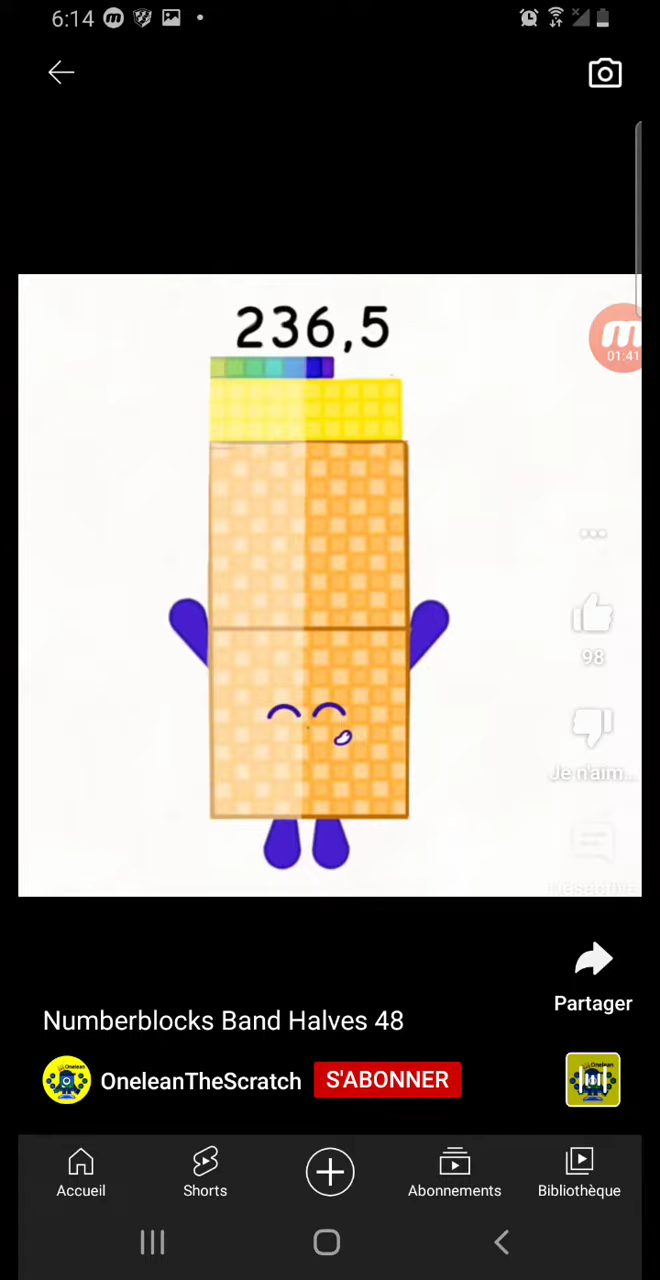 6:14
236,5
01:41
98
Je n'aim...
Désactivé
Partager
Numberblocks Band Halves 48
OneleanTheScratch
S'ABONNER
Accueil
Shorts
Abonnements
Bibliothèque